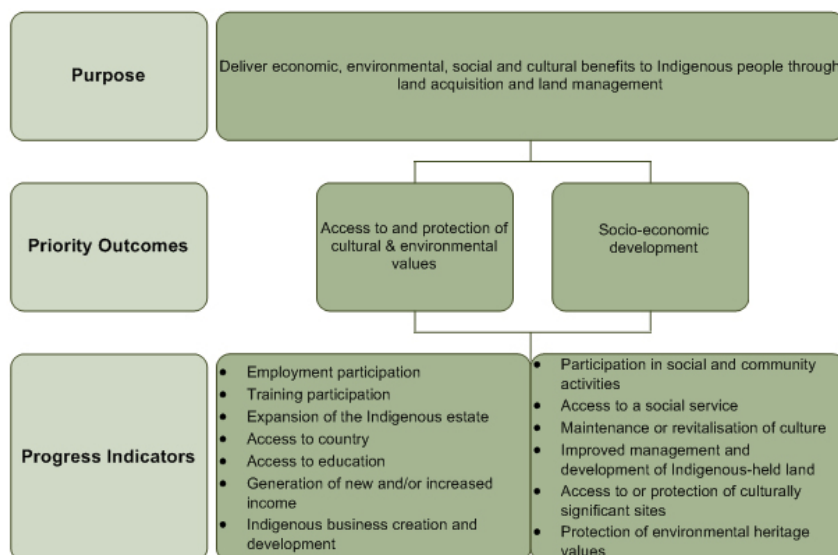 Purpose
Deliver economic, environmental, social and cultural benefits to Indigenous people through
land acquisition and land management
Priority Outcomes
Access to and protection of
cultural & environmental
values
Socio-economic
development
Progress Indicators
• Employment participation
• Training participation
• Expansion of the Indigenous estate
• Access to country
• Access to education
• Generation of new and/or increased
income
• Indigenous business creation and
development
• Participation in social and community
activities
• Access to a social service
• Maintenance or revitalisation of culture
• Improved management and
development of Indigenous-held land
• Access to or protection of culturally
significant sites
• Protection of environmental heritage
values